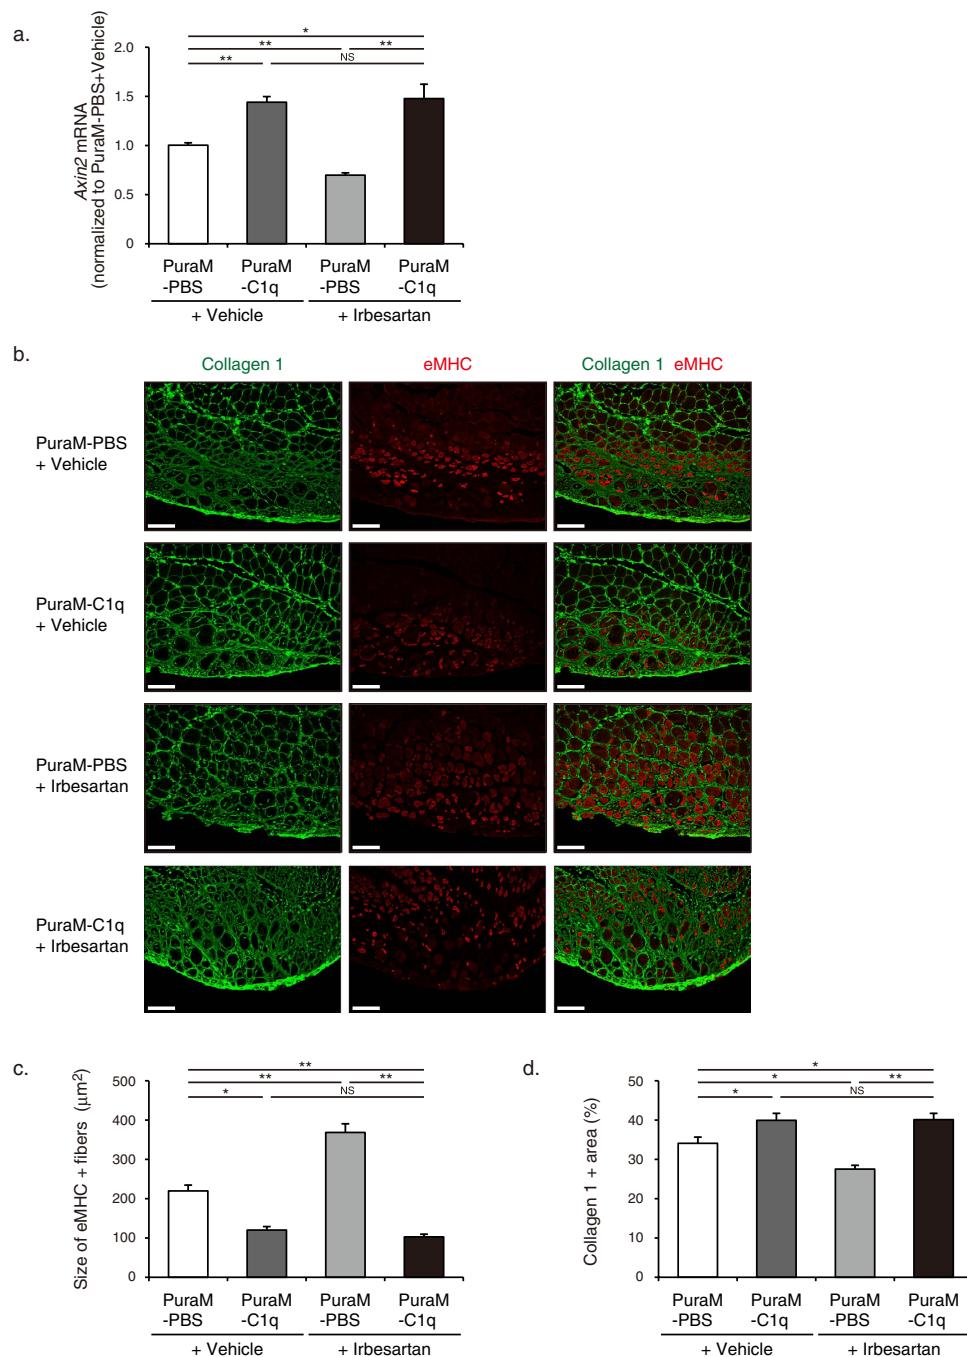 a.
Axin2 mRNA
(normalized to PuraM-PBS+Vehicle)
2.0
1.5
1.0
0.5
0
*
**
**
**
NS
PuraM
-PBS
PuraM
-C1q
PuraM
-PBS
PuraM
-C1q
+ Vehicle
+ Irbesartan
b.
Collagen 1
eMHC
Collagen 1 eMHC
PuraM-PBS
+ Vehicle
PuraM-C1q
+ Vehicle
PuraM-PBS
+ Irbesartan
PuraM-C1q
+ Irbesartan
c.
Size of eMHC + fibers (μm²)
500
400
300
200
100
0
**
**
**
*
NS
PuraM
-PBS
PuraM
-C1q
PuraM
-PBS
PuraM
-C1q
+ Vehicle
+ Irbesartan
d.
Collagen 1 + area (%)
50
40
30
20
10
0
*
*
**
*
NS
PuraM
-PBS
PuraM
-C1q
PuraM
-PBS
PuraM
-C1q
+ Vehicle
+ Irbesartan